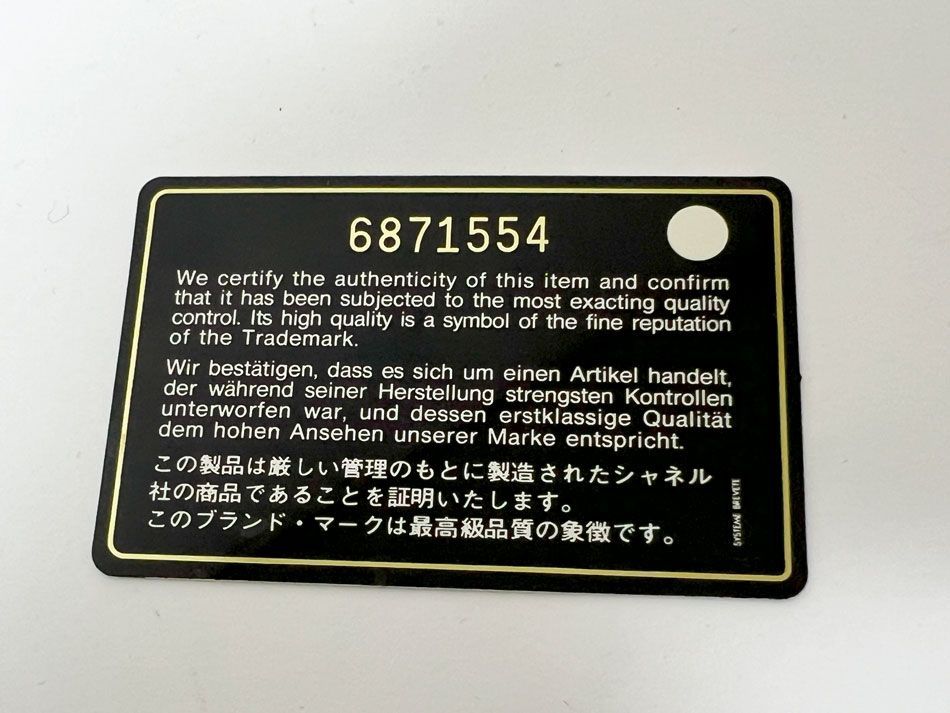 6871554
We certify the authenticity of this item and confirm
that it has been subjected to the most exacting quality
control. Its high quality is a symbol of the fine reputation
of the Trademark.
Wir bestätigen, dass es sich um einen Artikel handelt,
der während seiner Herstellung strengsten Kontrollen
unterworfen war, und dessen erstklassige Qualität
dem hohen Ansehen unserer Marke entspricht.
この製品は厳しい管理のもとに製造されたシャネル
社の商品であることを証明いたします。
このブランド・マークは最高級品質の象徴です。
SYSTEME BREVETE